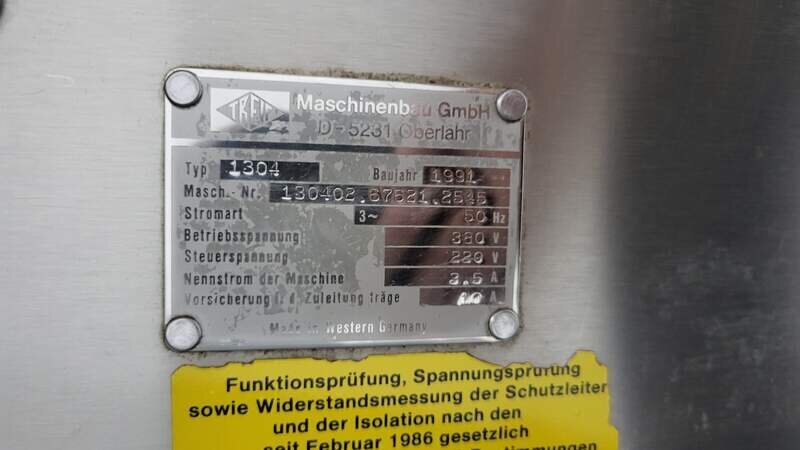 TREIF Maschinenbau GmbH
D-5231 Oberlahr
Typ 1304 Baujahr 1991
Masch.-Nr. 130402.67621.2545
Stromart 3~ 50 Hz
Betriebsspannung 380 V
Steuerspannung 220 V
Nennstrom der Maschine 3.5 A
Vorsicherung i.d. Zuleitung träge A
Made in Western Germany
Funktionsprüfung, Spannungsprüfung
sowie Widerstandsmessung der Schutzleiter
und der Isolation nach den
seit Februar 1986 gesetzlich
Bestimmungen